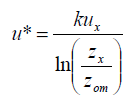 u* = ku_x / ln(z_x / z_om)